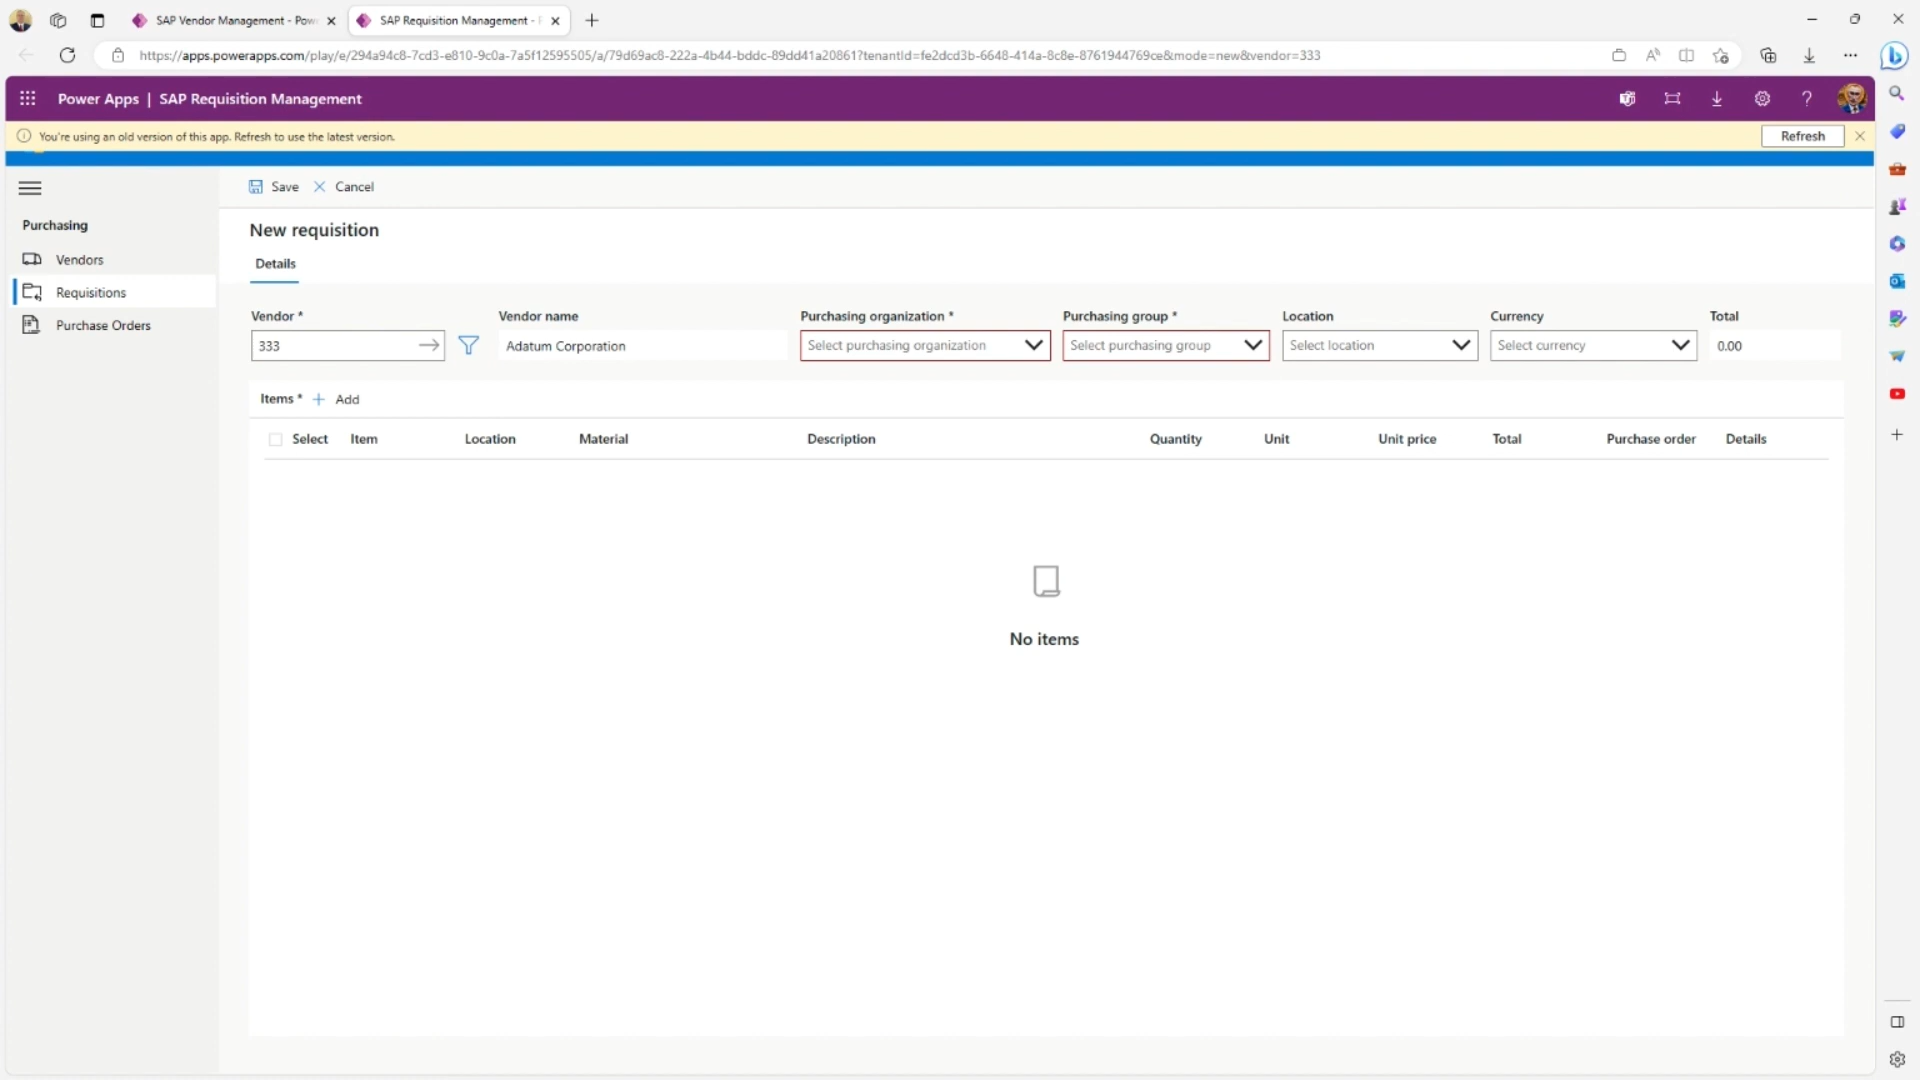 SAP Vendor Management - Pow
SAP Requisition Management -
https://apps.powerapps.com/play/e/294a94c8-7cd3-e810-9c0a-7a5f12595505/a/79d69ac8-222a-4b44-bddc-89dd41a20861?tenantId=fe2dcd3b-6648-414a-8c8e-8761944769ce&mode=new&vendor=333
Power Apps | SAP Requisition Management
You're using an old version of this app. Refresh to use the latest version.
Refresh
Save
Cancel
Purchasing
Vendors
Requisitions
Purchase Orders
New requisition
Details
Vendor * Vendor name Purchasing organization * Purchasing group * Location Currency Total
333 Adatum Corporation Select purchasing organization Select purchasing group Select location Select currency 0.00
Items * + Add
Select Item Location Material Description Quantity Unit Unit price Total Purchase order Details
No items